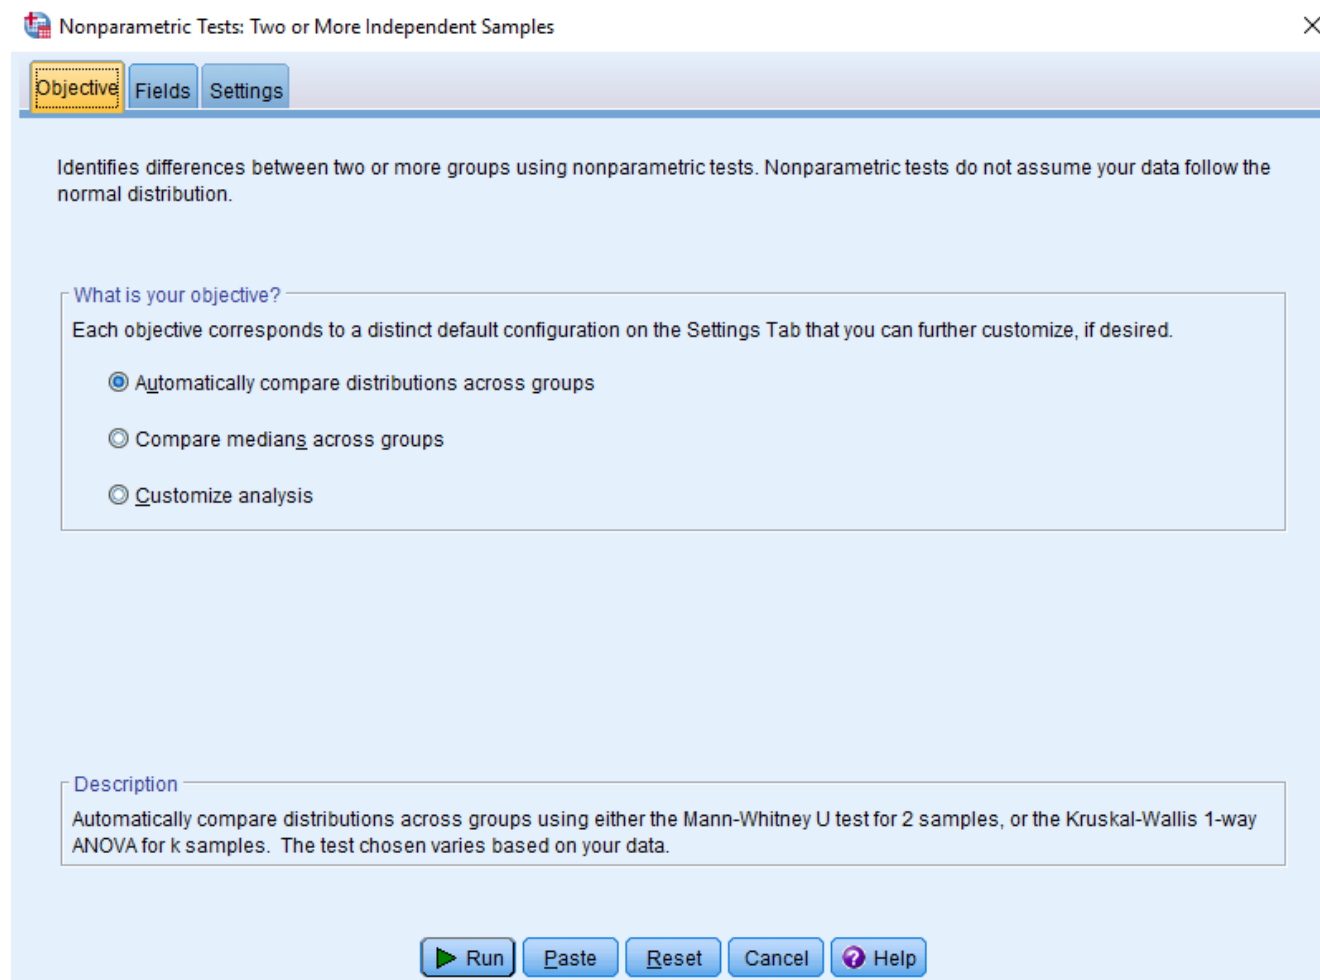 Nonparametric Tests: Two or More Independent Samples
Objective Fields Settings
Identifies differences between two or more groups using nonparametric tests. Nonparametric tests do not assume your data follow the
normal distribution.
What is your objective?
Each objective corresponds to a distinct default configuration on the Settings Tab that you can further customize, if desired.
Automatically compare distributions across groups
Compare medians across groups
Customize analysis
Description
Automatically compare distributions across groups using either the Mann-Whitney U test for 2 samples, or the Kruskal-Wallis 1-way
ANOVA for k samples.  The test chosen varies based on your data.
Run Paste Reset Cancel Help